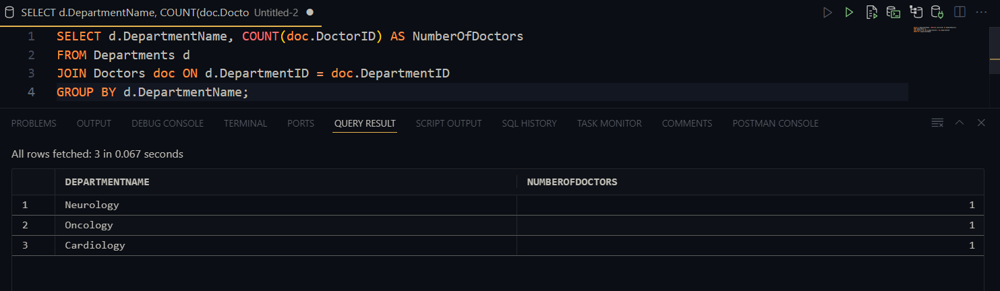 SELECT d.DepartmentName, COUNT(doc.Docto Untitled-2
1 SELECT d.DepartmentName, COUNT(doc.DoctorID) AS NumberOfDoctors
2 FROM Departments d
3 JOIN Doctors doc ON d.DepartmentID = doc.DepartmentID
4 GROUP BY d.DepartmentName;
PROBLEMS OUTPUT DEBUG CONSOLE TERMINAL PORTS QUERY RESULT SCRIPT OUTPUT SQL HISTORY TASK MONITOR COMMENTS POSTMAN CONSOLE
All rows fetched: 3 in 0.067 seconds
DEPARTMENTNAME NUMBEROFDOCTORS
1 Neurology 1
2 Oncology 1
3 Cardiology 1